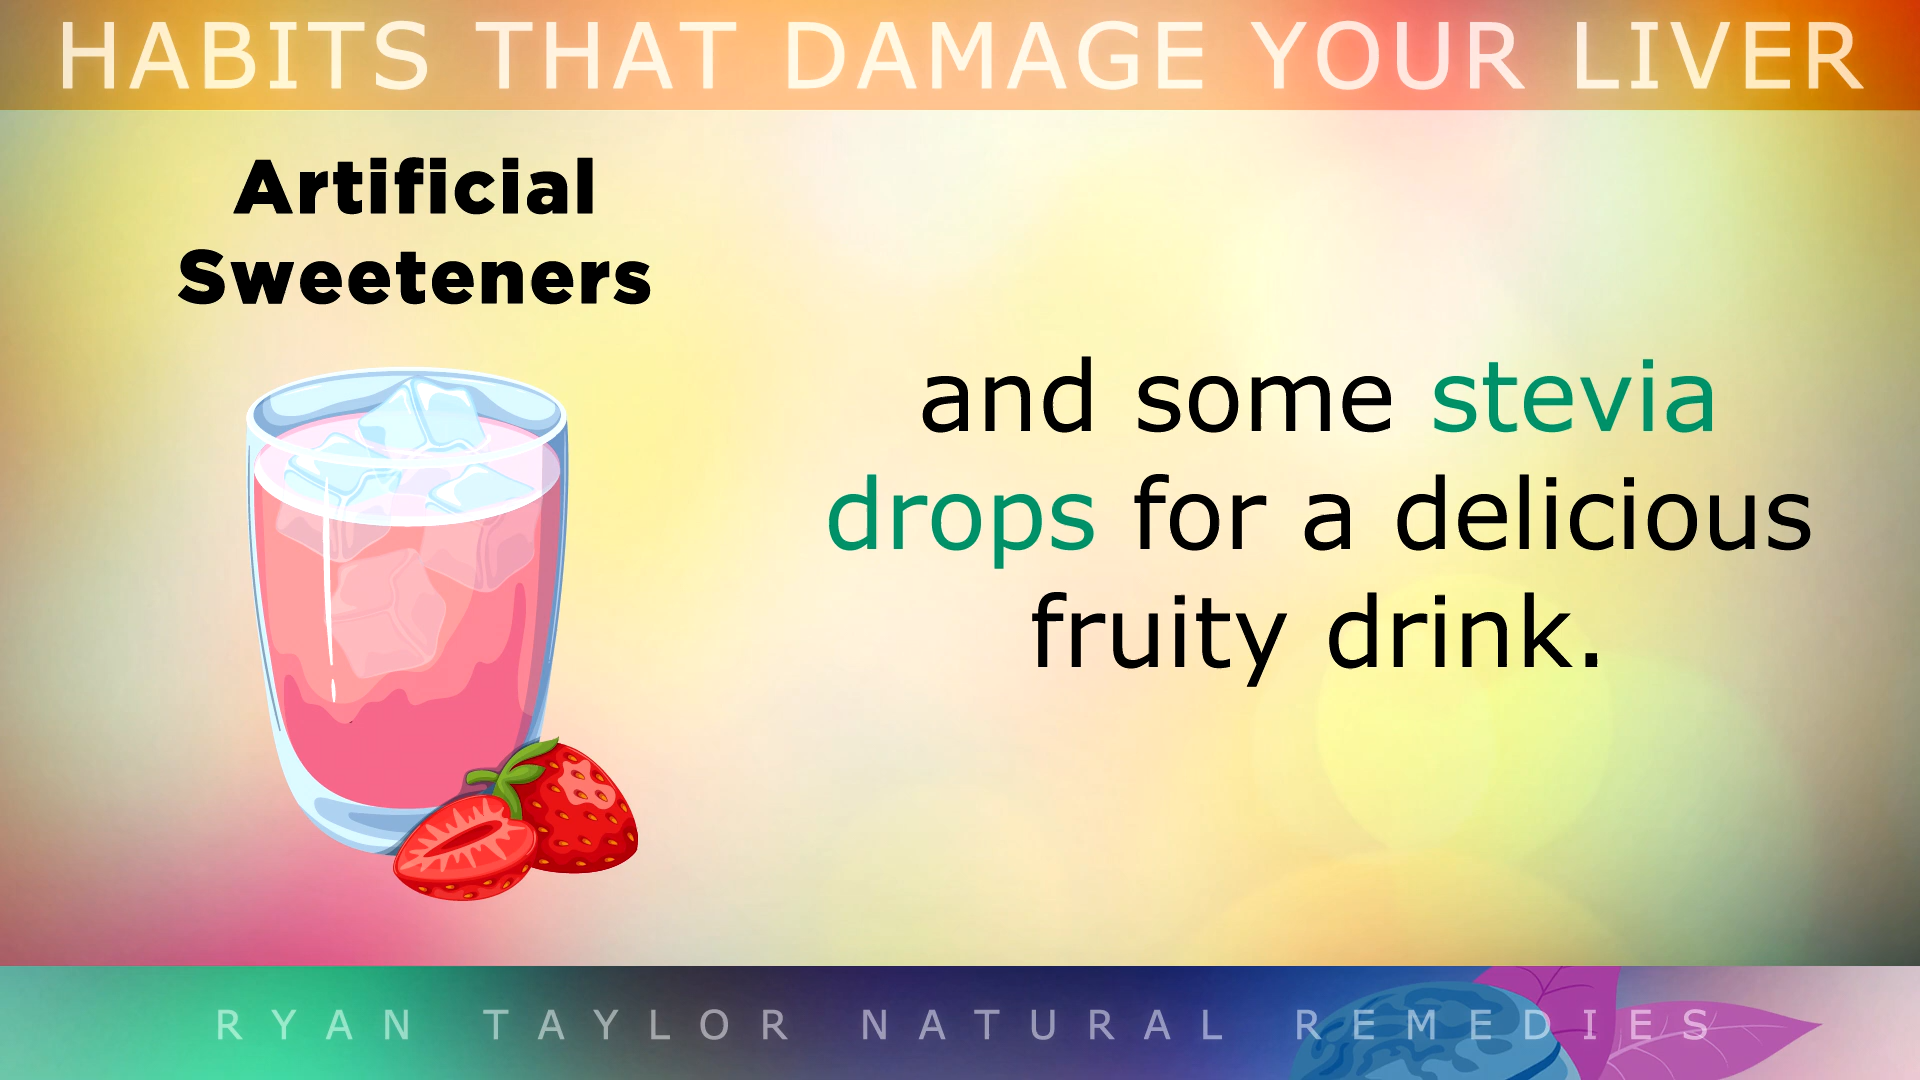 HABITS THAT DAMAGE YOUR LIVER
Artificial
Sweeteners
and some stevia
drops for a delicious
fruity drink.
RYAN TAYLOR NATURAL REMEDIES